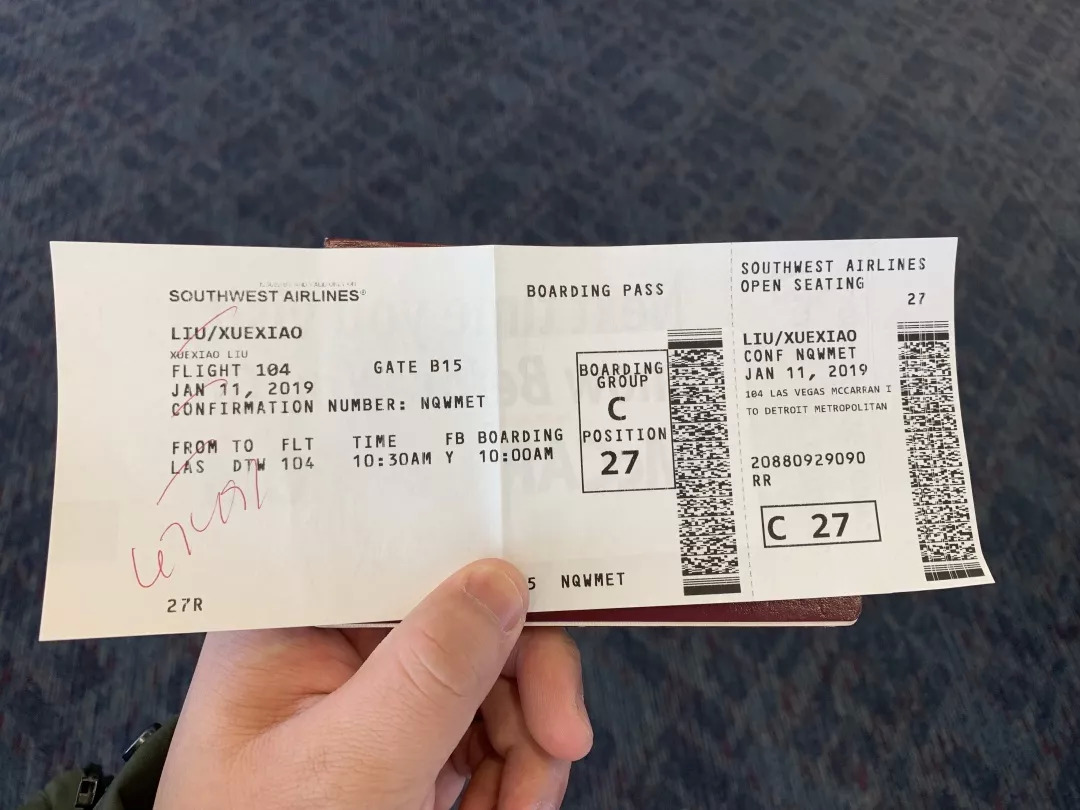 SOUTHWEST AIRLINES®
LIU/XUEXIAO
XUEXIAO LIU
FLIGHT 104 GATE B15
JAN 11, 2019
CONFIRMATION NUMBER: NQWMET
FROM TO FLT TIME FB BOARDING
LAS DTW 104 10:30AM Y 10:00AM
27R
BOARDING PASS
BOARDING
GROUP
C
POSITION
27
5 NQWMET
SOUTHWEST AIRLINES
OPEN SEATING
27
LIU/XUEXIAO
CONF NQWMET
JAN 11, 2019
104 LAS VEGAS MCCARRAN I
TO DETROIT METROPOLITAN
20880929090
RR
C 27